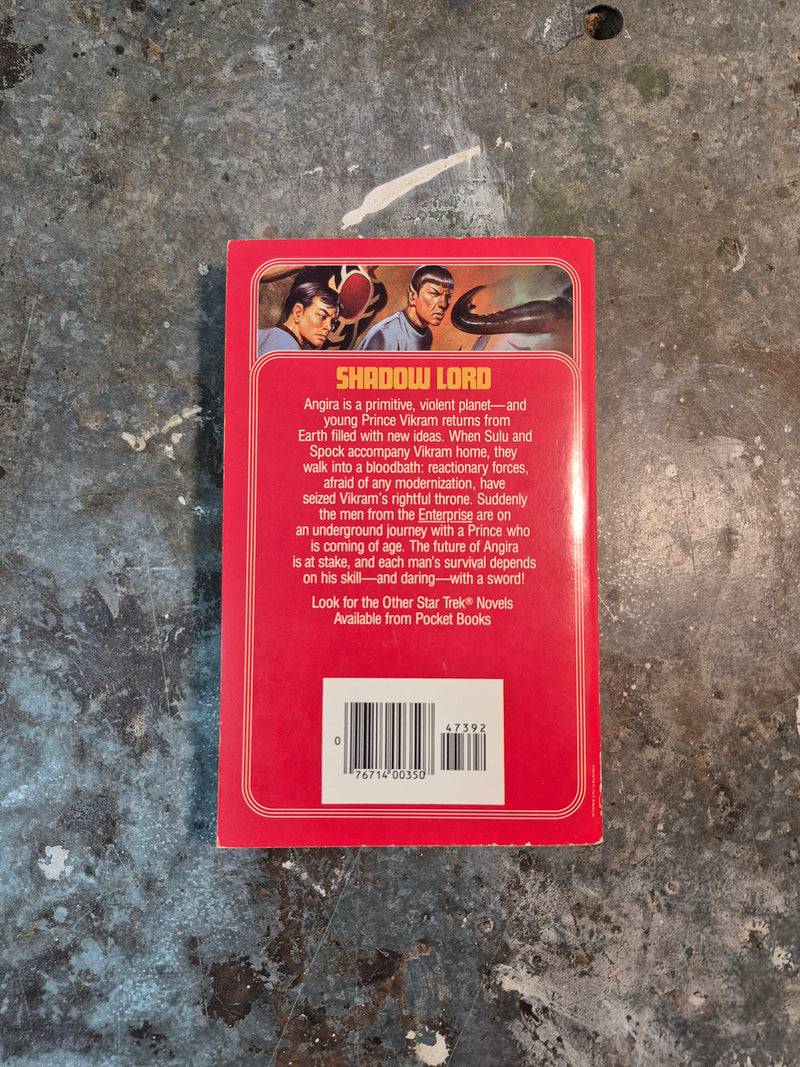 SHADOW LORD
Angira is a primitive, violent planet—and
young Prince Vikram returns from
Earth filled with new ideas. When Sulu and
Spock accompany Vikram home, they
walk into a bloodbath: reactionary forces,
afraid of any modernization, have
seized Vikram's rightful throne. Suddenly
the men from the Enterprise are on
an underground journey with a Prince who
is coming of age. The future of Angira
is at stake, and each man's survival depends
on his skill—and daring—with a sword!
Look for the Other Star Trek® Novels
Available from Pocket Books
47392
0
76714 00350